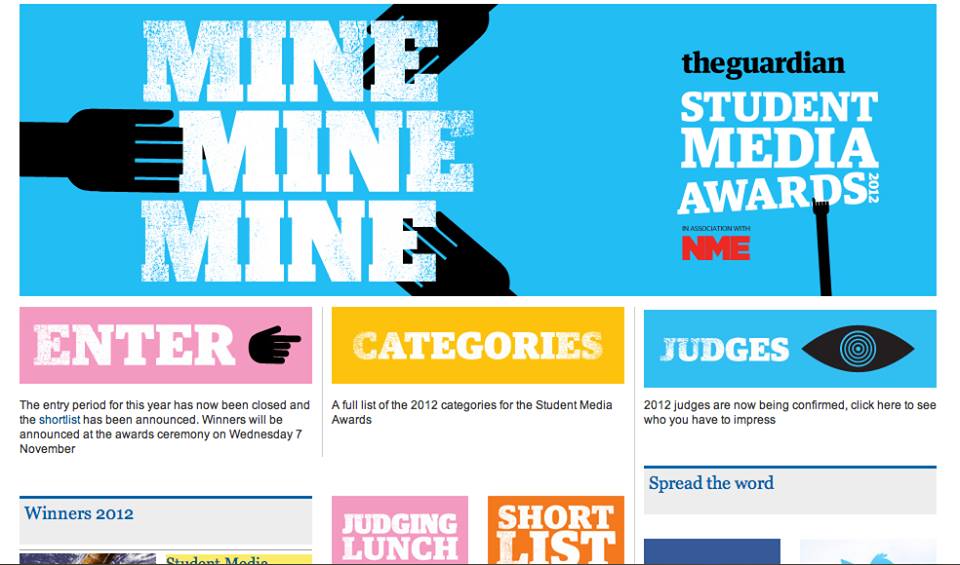 MINE
MINE
MINE
theguardian
STUDENT
MEDIA
AWARDS
2012
IN ASSOCIATION WITH
NME
ENTER
The entry period for this year has now been closed and
the shortlist has been announced. Winners will be
announced at the awards ceremony on Wednesday 7
November
CATEGORIES
A full list of the 2012 categories for the Student Media
Awards
JUDGES
2012 judges are now being confirmed, click here to see
who you have to impress
Winners 2012
Student Media
JUDGING
LUNCH
SHORT
LIST
Spread the word